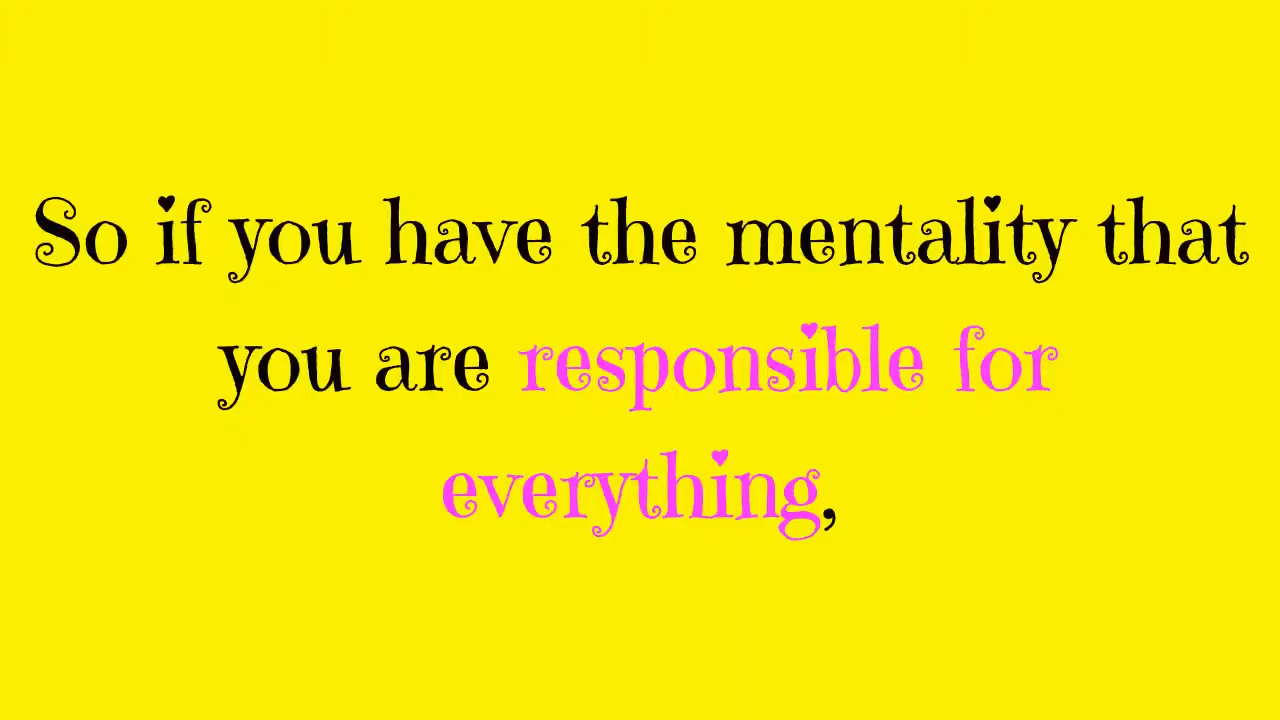 So if you have the mentality that
you are responsible for
everything,